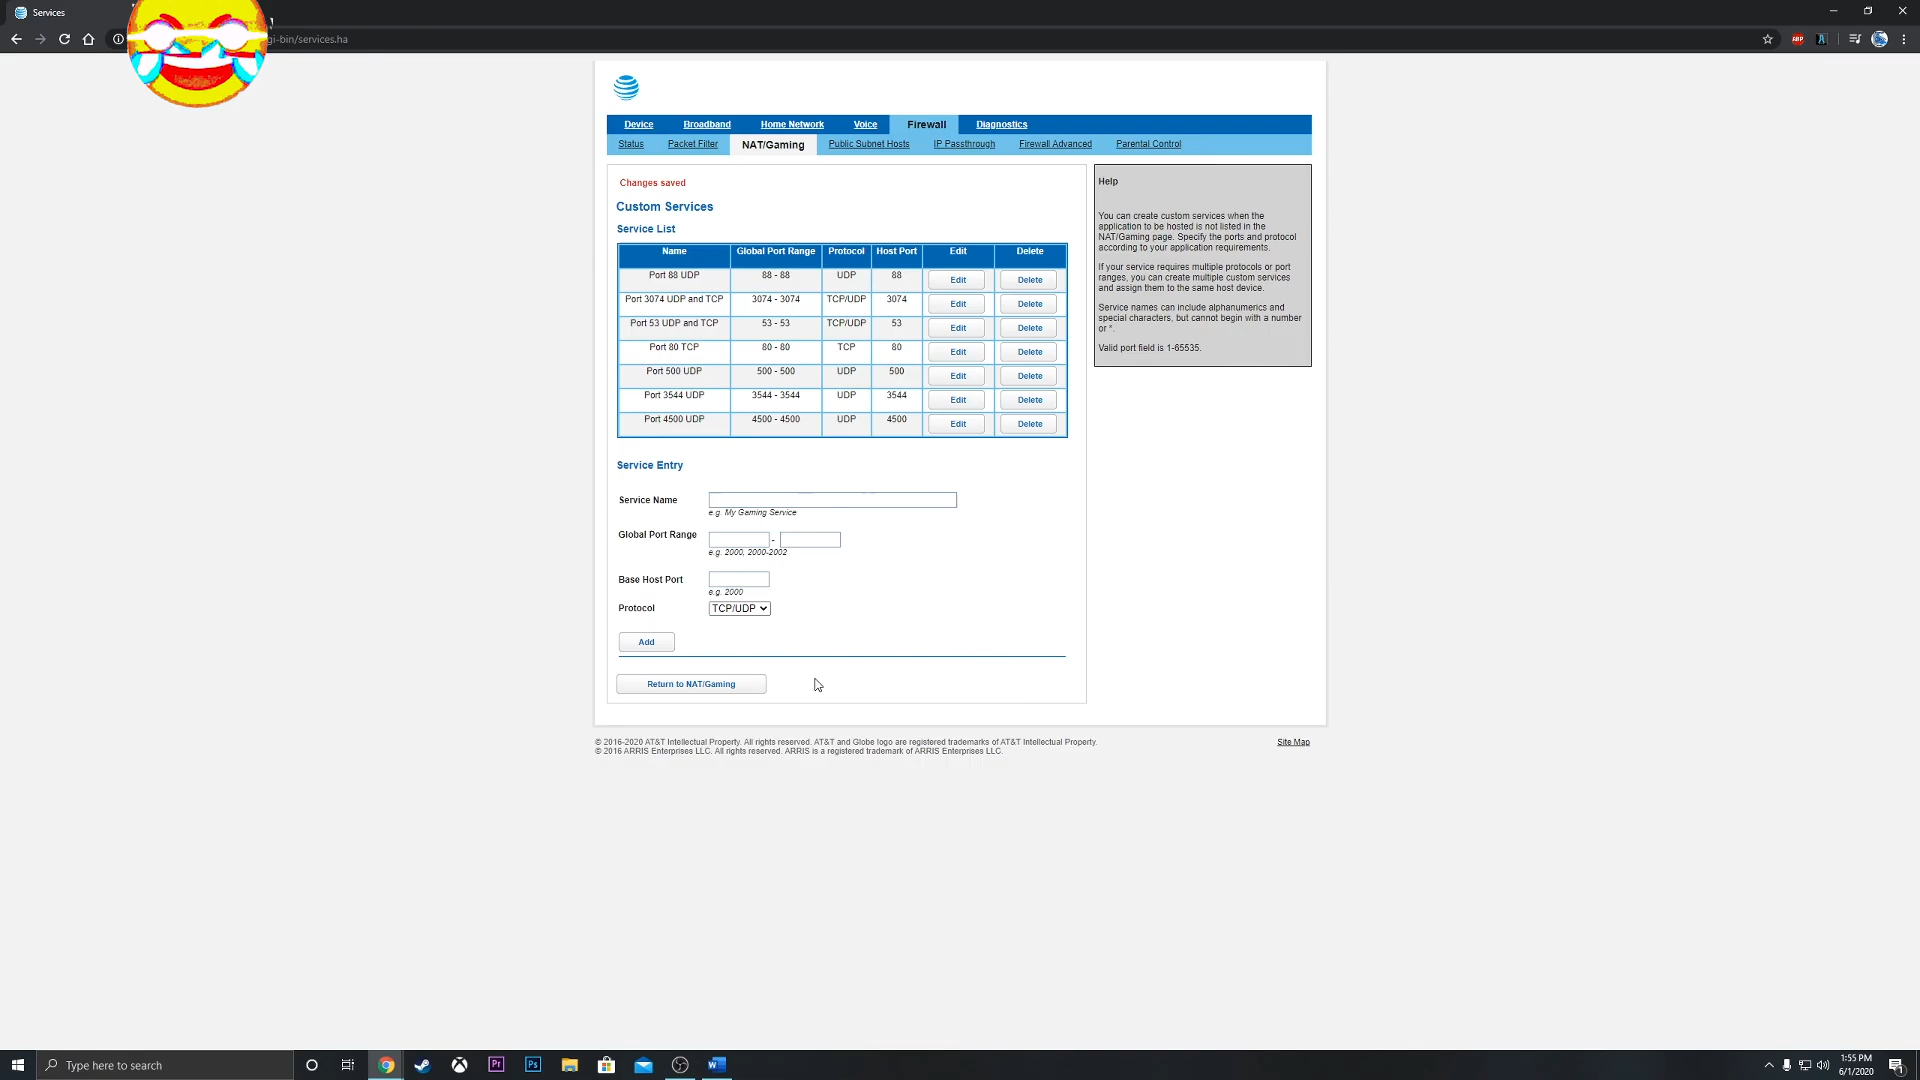 Services
gi-bin/services.ha
ABP
Device Broadband Home Network Voice Firewall Diagnostics
Status Packet Filter NAT/Gaming Public Subnet Hosts IP Passthrough Firewall Advanced Parental Control
Changes saved
Custom Services
Service List
Name Global Port Range Protocol Host Port Edit Delete
Port 88 UDP 88 - 88 UDP 88 Edit Delete
Port 3074 UDP and TCP 3074 - 3074 TCP/UDP 3074 Edit Delete
Port 53 UDP and TCP 53 - 53 TCP/UDP 53 Edit Delete
Port 80 TCP 80 - 80 TCP 80 Edit Delete
Port 500 UDP 500 - 500 UDP 500 Edit Delete
Port 3544 UDP 3544 - 3544 UDP 3544 Edit Delete
Port 4500 UDP 4500 - 4500 UDP 4500 Edit Delete
Service Entry
Service Name
e.g. My Gaming Service
Global Port Range -
e.g. 2000, 2000-2002
Base Host Port
e.g. 2000
Protocol TCP/UDP
Add
Return to NAT/Gaming
Help
You can create custom services when the
application to be hosted is not listed in the
NAT/Gaming page. Specify the ports and protocol
according to your application requirements.
If your service requires multiple protocols or port
ranges, you can create multiple custom services
and assign them to the same host device.
Service names can include alphanumerics and
special characters, but cannot begin with a number
or *.
Valid port field is 1-65535.
© 2016-2020 AT&T Intellectual Property. All rights reserved. AT&T and Globe logo are registered trademarks of AT&T Intellectual Property.
© 2016 ARRIS Enterprises LLC. All rights reserved. ARRIS is a registered trademark of ARRIS Enterprises LLC.
Site Map
Type here to search
Pr
Ps
1:55 PM
6/1/2020